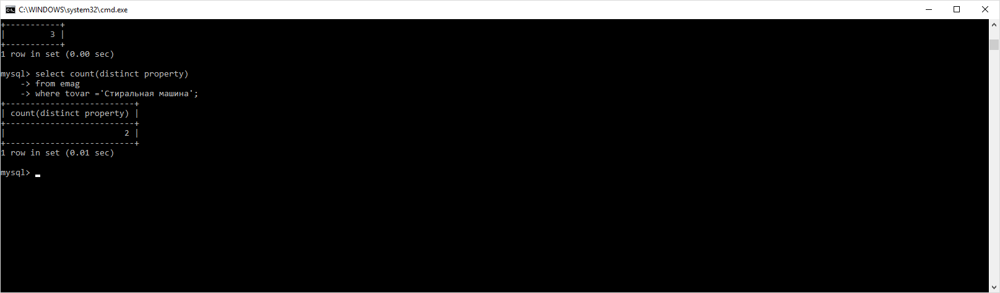 C:\WINDOWS\system32\cmd.exe
+-----------+
|         3 |
+-----------+
1 row in set (0.00 sec)
mysql> select count(distinct property)
    -> from emag
    -> where tovar ='Стиральная машина';
+--------------------------+
| count(distinct property) |
+--------------------------+
|                        2 |
+--------------------------+
1 row in set (0.01 sec)
mysql>